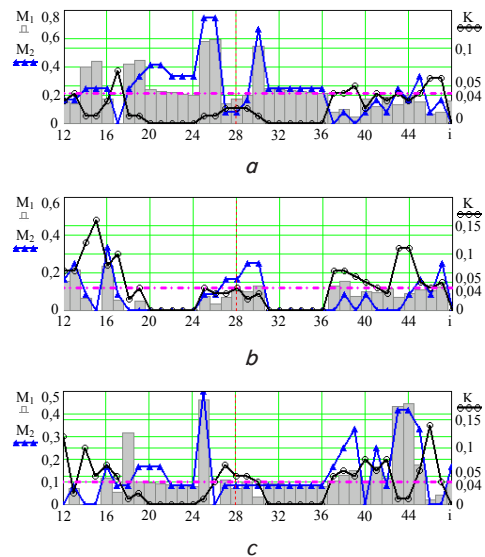 M₁ 0,8 K
0,6 0,1
M₂
0,4
0,05
0,2 0,04
0 0
12 16 20 24 28 32 36 40 44 i
a
M₁ 0,6 K
0,15
M₂ 0,4
0,1
0,2 0,05
0,04
0 0
12 16 20 24 28 32 36 40 44 i
b
M₁ 0,5 K
0,4 0,15
M₂
0,3 0,1
0,2
0,05
0,1 0,04
0 0
12 16 20 24 28 32 36 40 44 i
c